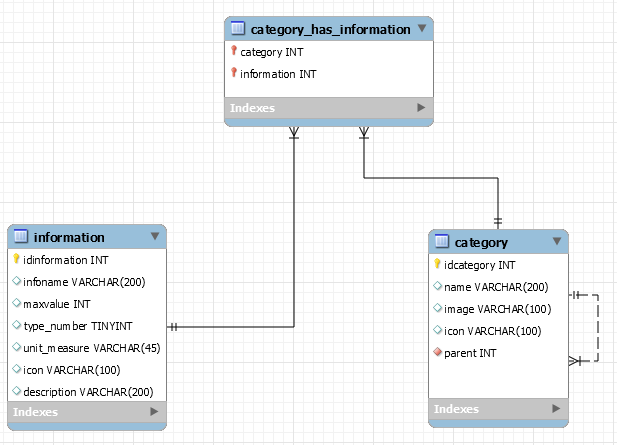 category_has_information
category INT
information INT
Indexes
information
idinformation INT
infoname VARCHAR(200)
maxvalue INT
type_number TINYINT
unit_measure VARCHAR(45)
icon VARCHAR(100)
description VARCHAR(200)
Indexes
category
idcategory INT
name VARCHAR(200)
image VARCHAR(100)
icon VARCHAR(100)
parent INT
Indexes